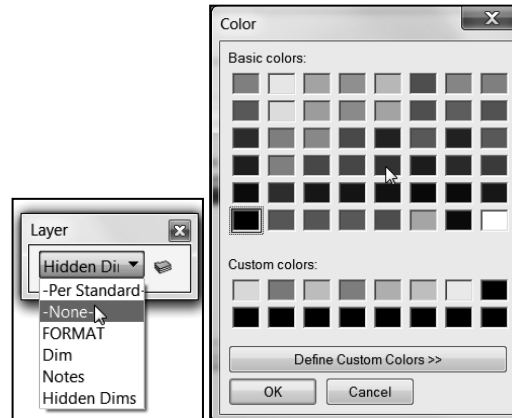 Layer
Hidden Di
-Per Standard-
-None-
FORMAT
Dim
Notes
Hidden Dims
Color
X
Basic colors:
Custom colors:
Define Custom Colors >>
OK
Cancel